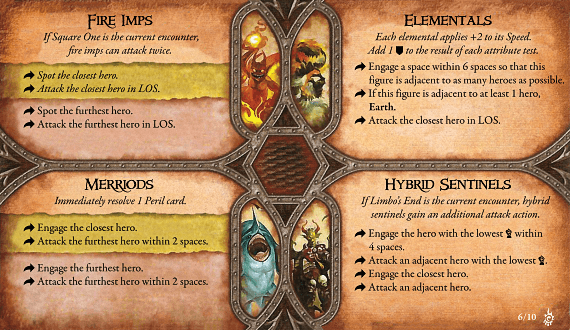 FIRE IMPS
If Square One is the current encounter,
fire imps can attack twice.
Spot the closest hero.
Attack the closest hero in LOS.
Spot the furthest hero.
Attack the furthest hero in LOS.
ELEMENTALS
Each elemental applies +2 to its Speed.
Add 1 to the result of each attribute test.
Engage a space within 6 spaces so that this
figure is adjacent to as many heroes as possible.
If this figure is adjacent to at least 1 hero,
Earth.
Attack the closest hero in LOS.
MERRIODS
Immediately resolve 1 Peril card.
Engage the closest hero.
Attack the furthest hero within 2 spaces.
Engage the furthest hero.
Attack the furthest hero within 2 spaces.
HYBRID SENTINELS
If Limbo's End is the current encounter, hybrid
sentinels gain an additional attack action.
Engage the hero with the lowest within
4 spaces.
Attack an adjacent hero with the lowest .
Engage the closest hero.
Attack an adjacent hero.
6/10